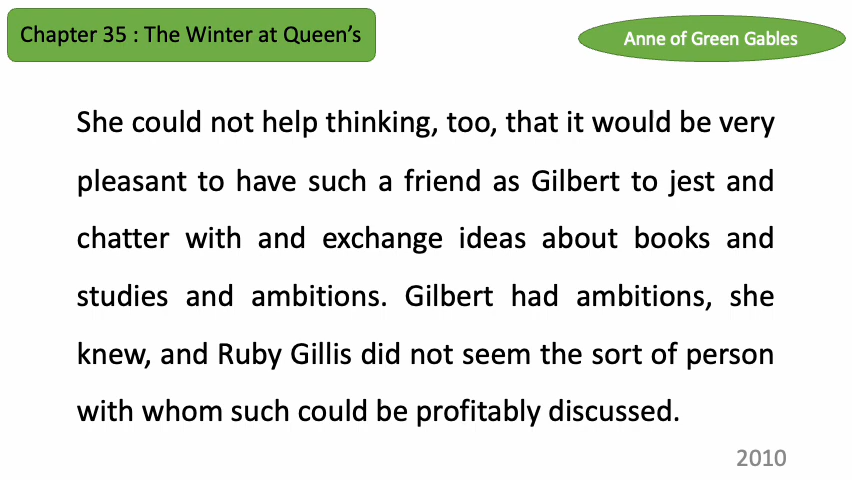 Chapter 35 : The Winter at Queen’s
Anne of Green Gables
She could not help thinking, too, that it would be very
pleasant to have such a friend as Gilbert to jest and
chatter with and exchange ideas about books and
studies and ambitions. Gilbert had ambitions, she
knew, and Ruby Gillis did not seem the sort of person
with whom such could be profitably discussed.
2010